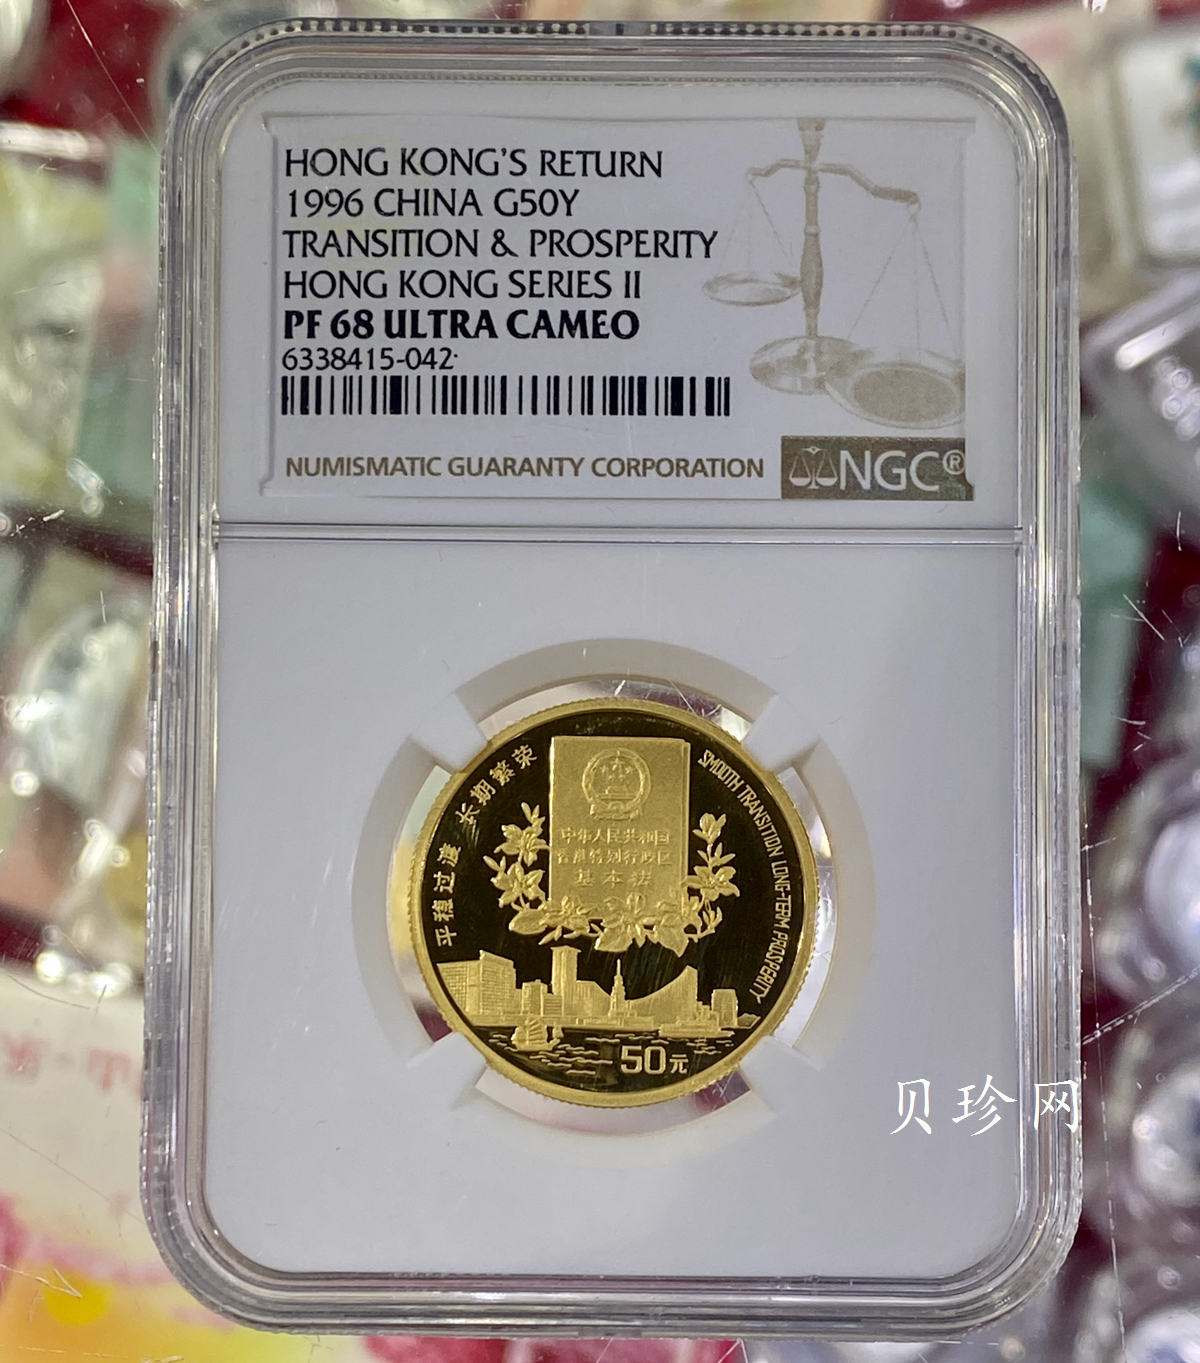 HONG KONG'S RETURN
1996 CHINA G50Y
TRANSITION & PROSPERITY
HONG KONG SERIES II
PF 68 ULTRA CAMEO
6338415-042
NUMISMATIC GUARANTY CORPORATION
NGC®
平稳过渡 长期繁荣
SMOOTH TRANSITION LONG-TERM PROSPERITY
中华人民共和国
香港特别行政区
基本法
50元
贝珍网